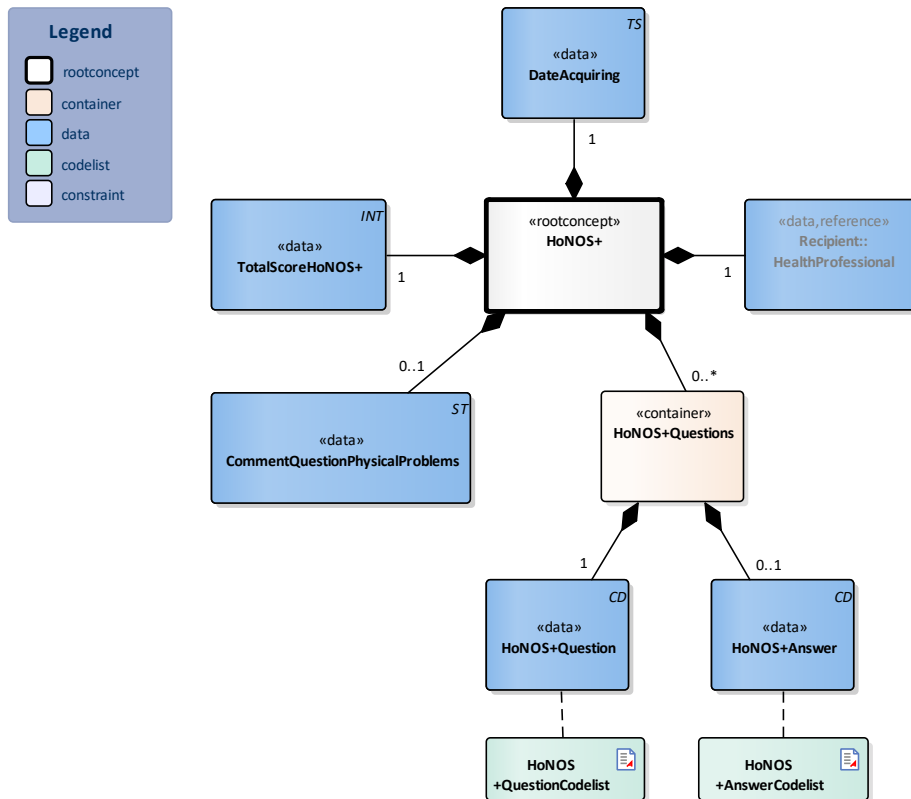 Legend
rootconcept
container
data
codelist
constraint
TS
«data»
DateAcquiring
1
INT
«data»
TotalScoreHoNOS+
1
«rootconcept»
HoNOS+
«data,reference»
Recipient::
HealthProfessional
1
0..1
0..*
ST
«data»
CommentQuestionPhysicalProblems
«container»
HoNOS+Questions
1
0..1
CD
«data»
HoNOS+Question
CD
«data»
HoNOS+Answer
HoNOS
+QuestionCodelist
HoNOS
+AnswerCodelist